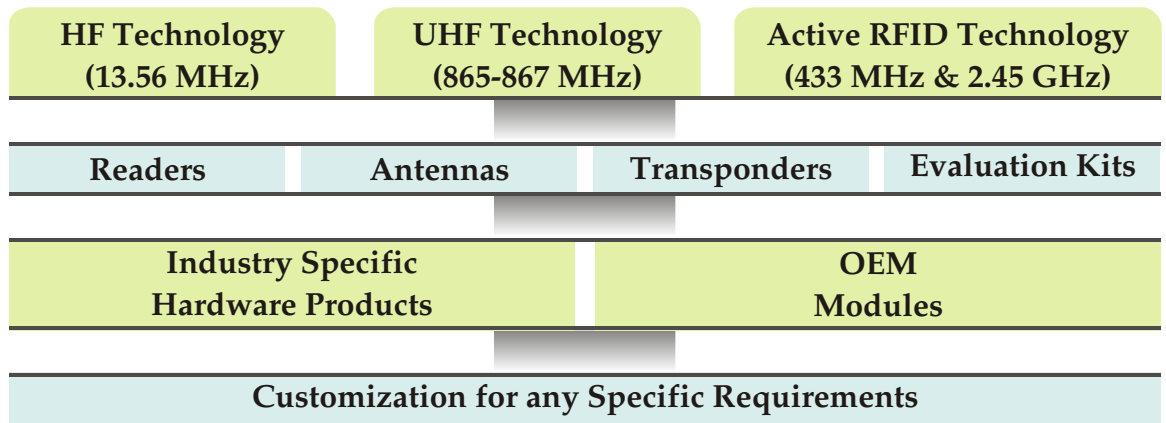 HF Technology
(13.56 MHz)
UHF Technology
(865-867 MHz)
Active RFID Technology
(433 MHz & 2.45 GHz)
Readers
Antennas
Transponders
Evaluation Kits
Industry Specific
Hardware Products
OEM
Modules
Customization for any Specific Requirements